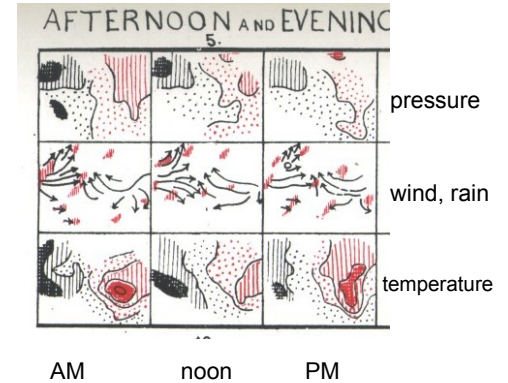 AFTERNOON AND EVENING
5.
pressure
wind, rain
temperature
AM noon PM